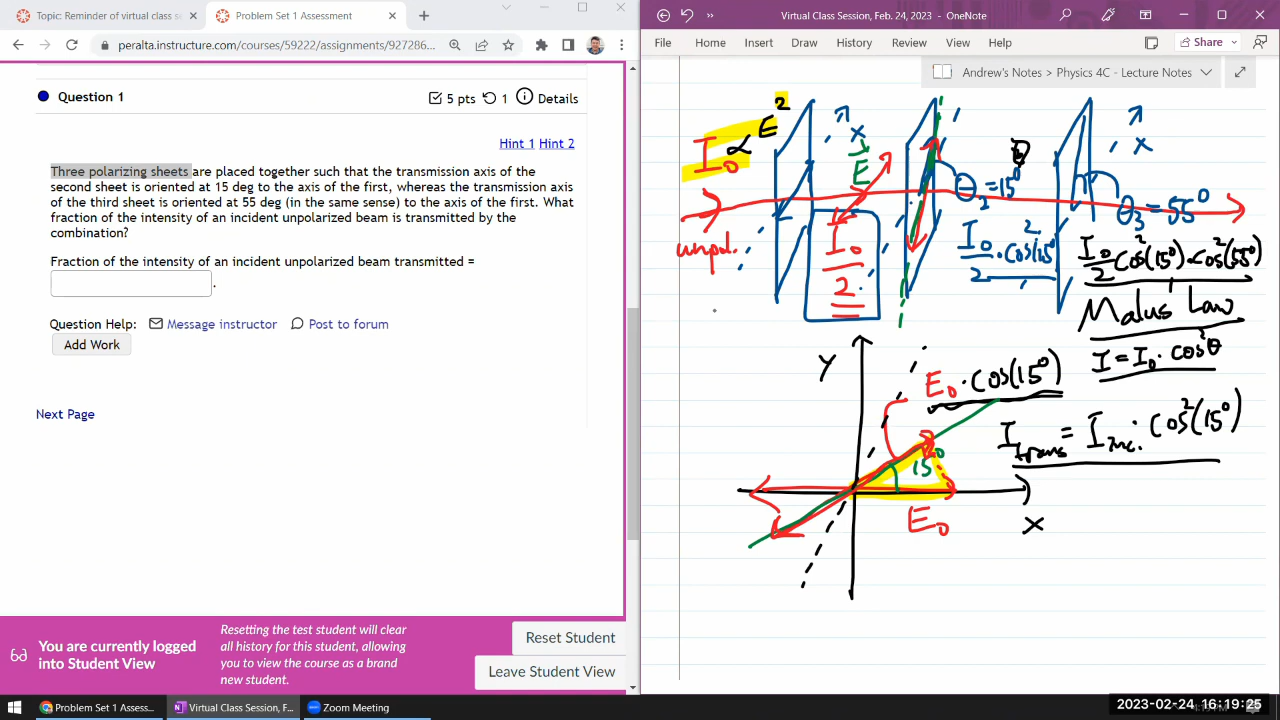 Topic: Reminder of virtual class se
Problem Set 1 Assessment
peralta.instructure.com/courses/59222/assignments/927286...
Question 1
5 pts
1
Details
Hint 1 Hint 2
Three polarizing sheets are placed together such that the transmission axis of the
second sheet is oriented at 15 deg to the axis of the first, whereas the transmission axis
of the third sheet is oriented at 55 deg (in the same sense) to the axis of the first. What
fraction of the intensity of an incident unpolarized beam is transmitted by the
combination?
Fraction of the intensity of an incident unpolarized beam transmitted =
.
Question Help:
Message instructor
Post to forum
Add Work
Next Page
You are currently logged
into Student View
Resetting the test student will clear
all history for this student, allowing
you to view the course as a brand
new student.
Reset Student
Leave Student View
Virtual Class Session, Feb. 24, 2023 - OneNote
File Home Insert Draw History Review View Help
Share
Andrew's Notes > Physics 4C - Lecture Notes
I₀ ∝ E²
x
E
θ₂ = 15°
x
θ₃ = 55°
unpol.
I₀/2
I₀/2 · cos²(15°)
I₀/2 cos²(15°) · cos²(55°)
Malus Law
I = I₀ · cos²θ
y
E₀ · cos(15°)
I trans = I inc. · cos²(15°)
15°
E₀
x
Problem Set 1 Assess...
Virtual Class Session, F...
Zoom Meeting
2023-02-24 16:19:25